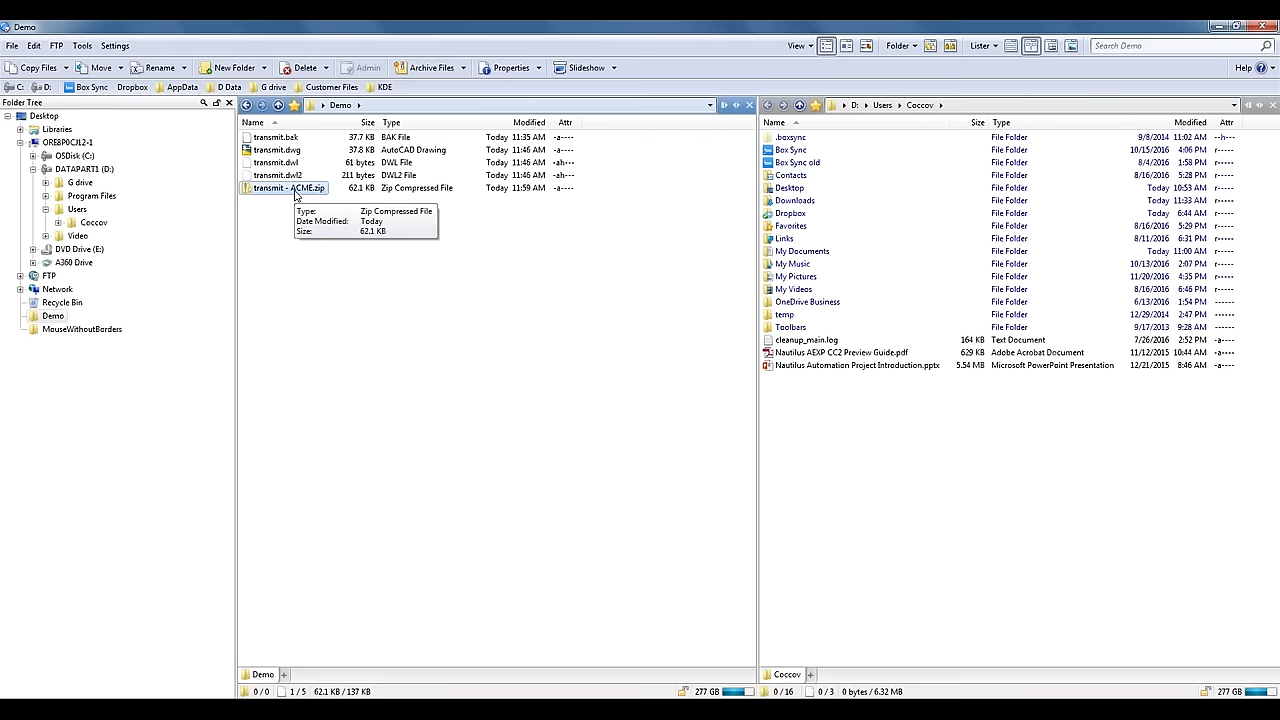 Demo
File Edit FTP Tools Settings View Folder Lister Search Demo
Copy Files Move Rename New Folder Delete Admin Archive Files Properties Slideshow Help
C: D: Box Sync Dropbox AppData D Data G drive Customer Files KDE
Folder Tree
Desktop
Libraries
ORE8P0CJ12-1
OSDisk (C:)
DATAPART1 (D:)
G drive
Program Files
Users
Coccov
Video
DVD Drive (E:)
A360 Drive
FTP
Network
Recycle Bin
Demo
MouseWithoutBorders
Demo
Name Size Type Modified Attr
transmit.bak 37.7 KB BAK File Today 11:35 AM -a----
transmit.dwg 37.8 KB AutoCAD Drawing Today 11:46 AM -a----
transmit.dwl 61 bytes DWL File Today 11:46 AM -ah---
transmit.dwl2 211 bytes DWL2 File Today 11:46 AM -ah---
transmit - ACME.zip 62.1 KB Zip Compressed File Today 11:59 AM -a----
Type: Zip Compressed File
Date Modified: Today
Size: 62.1 KB
Demo
0 / 0 1 / 5 62.1 KB / 137 KB 277 GB
D: Users Coccov
Name Size Type Modified Attr
.boxsync File Folder 9/8/2014 11:02 AM --h---
Box Sync File Folder 10/15/2016 4:06 PM r-----
Box Sync old File Folder 8/4/2016 1:58 PM r-----
Contacts File Folder 8/16/2016 5:28 PM r-----
Desktop File Folder Today 10:53 AM r-----
Downloads File Folder Today 11:33 AM r-----
Dropbox File Folder Today 6:44 AM r-----
Favorites File Folder 8/16/2016 5:29 PM r-----
Links File Folder 8/11/2016 6:31 PM r-----
My Documents File Folder Today 11:00 AM r-----
My Music File Folder 10/13/2016 2:07 PM r-----
My Pictures File Folder 11/20/2016 4:35 PM r-----
My Videos File Folder 8/16/2016 6:46 PM r-----
OneDrive Business File Folder 6/13/2016 1:54 PM ------
temp File Folder 12/29/2014 2:47 PM ------
Toolbars File Folder 9/17/2013 9:28 AM ------
cleanup_main.log 164 KB Text Document 7/26/2016 2:52 PM -a----
Nautilus AEXP CC2 Preview Guide.pdf 629 KB Adobe Acrobat Document 11/12/2015 10:44 AM -a----
Nautilus Automation Project Introduction.pptx 5.54 MB Microsoft PowerPoint Presentation 12/21/2015 8:46 AM -a----
Coccov
0 / 16 0 / 3 0 bytes / 6.32 MB 277 GB